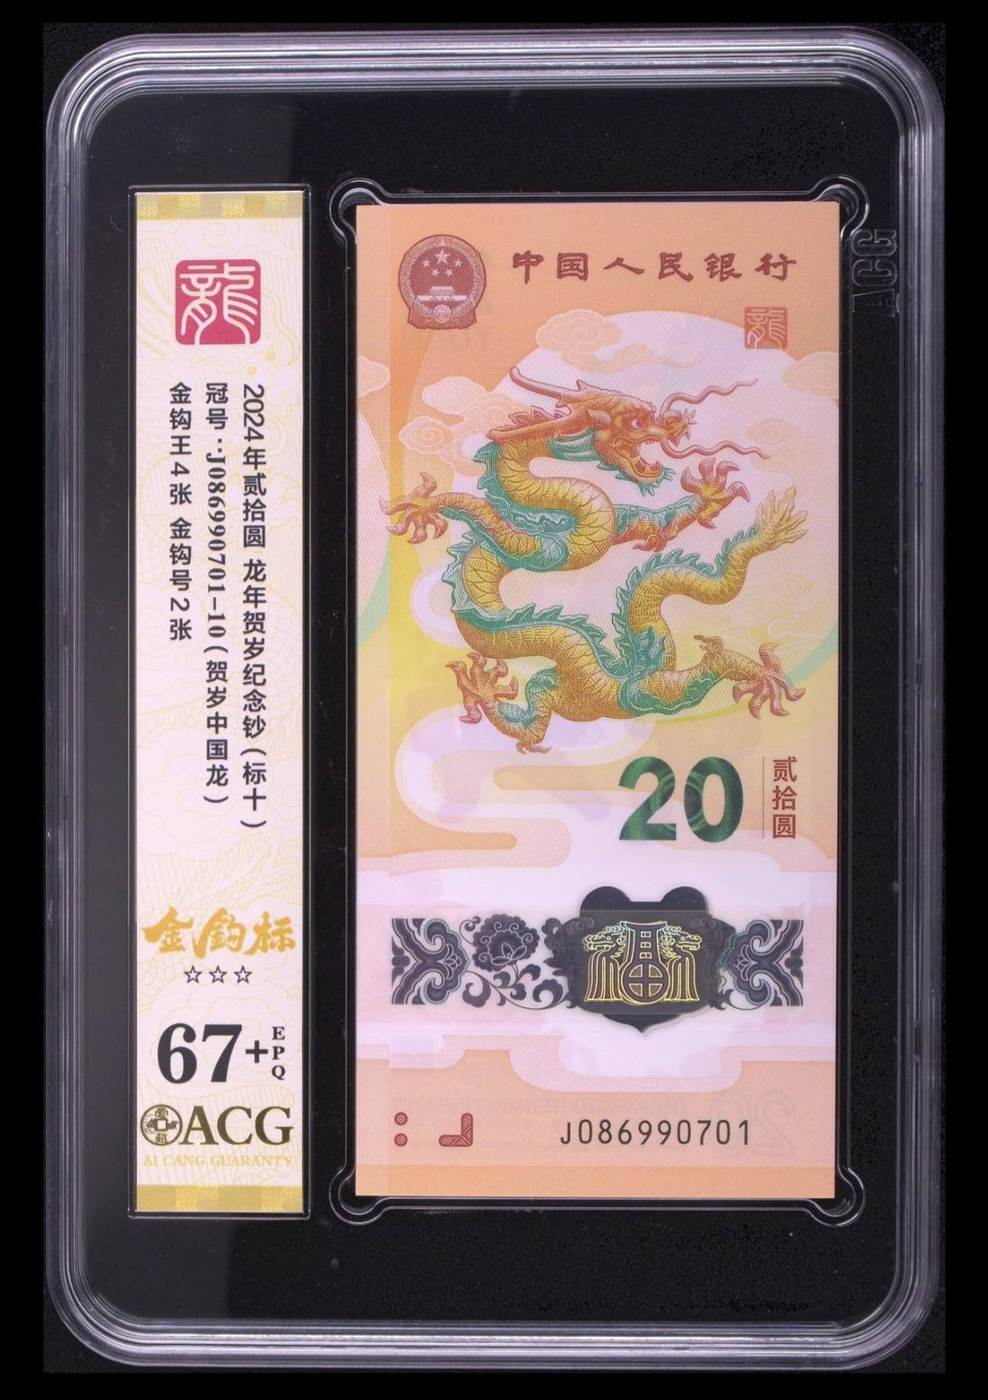 龍
2024年贰拾圆 龙年贺岁纪念钞(标十)
冠号:J086990701-10(贺岁中国龙)
金钩王4张 金钩号2张
金钩标
67+
EPQ
ACG
AI CANG GUARANTY
中国人民银行
龍
20
贰拾圆
福
J086990701
ACG